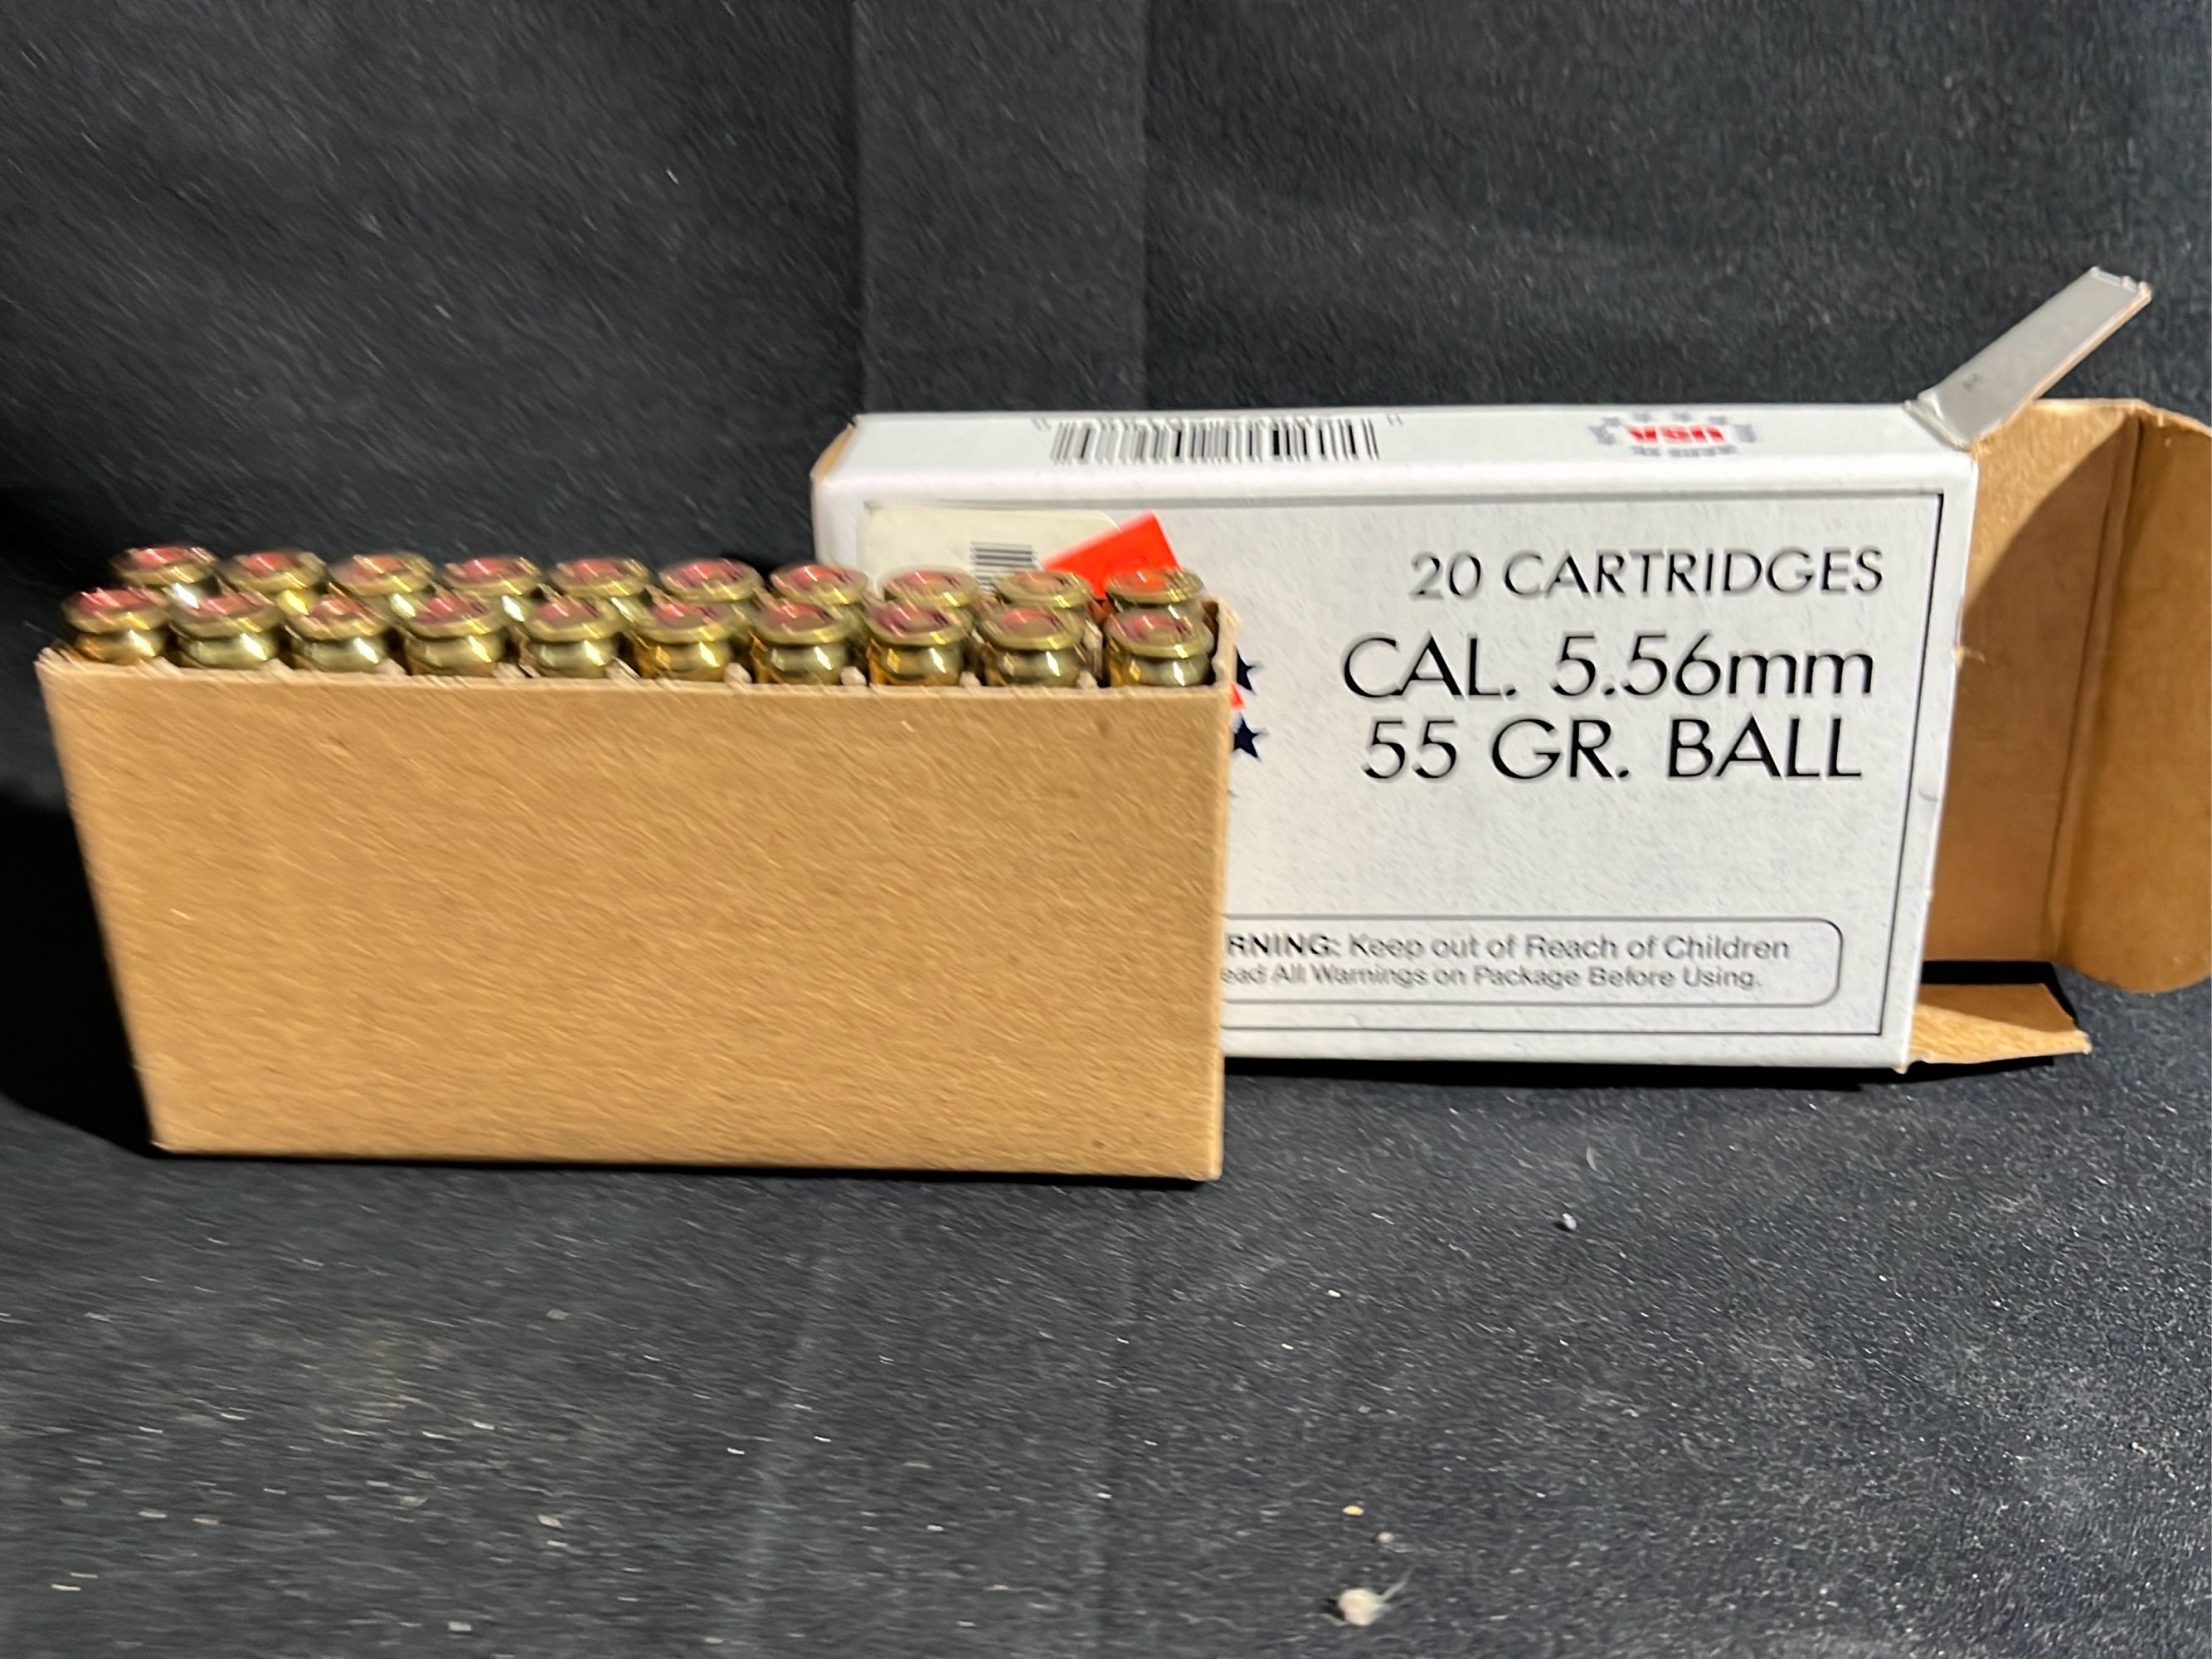 USA
20 CARTRIDGES
CAL. 5.56mm
55 GR. BALL
RNING: Keep out of Reach of Children
ead All Warnings on Package Before Using.